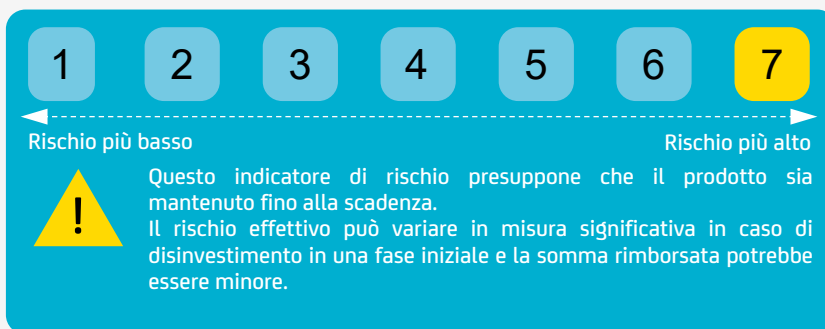 1 2 3 4 5 6 7
Rischio più basso Rischio più alto
!
Questo indicatore di rischio presuppone che il prodotto sia
mantenuto fino alla scadenza.
Il rischio effettivo può variare in misura significativa in caso di
disinvestimento in una fase iniziale e la somma rimborsata potrebbe
essere minore.